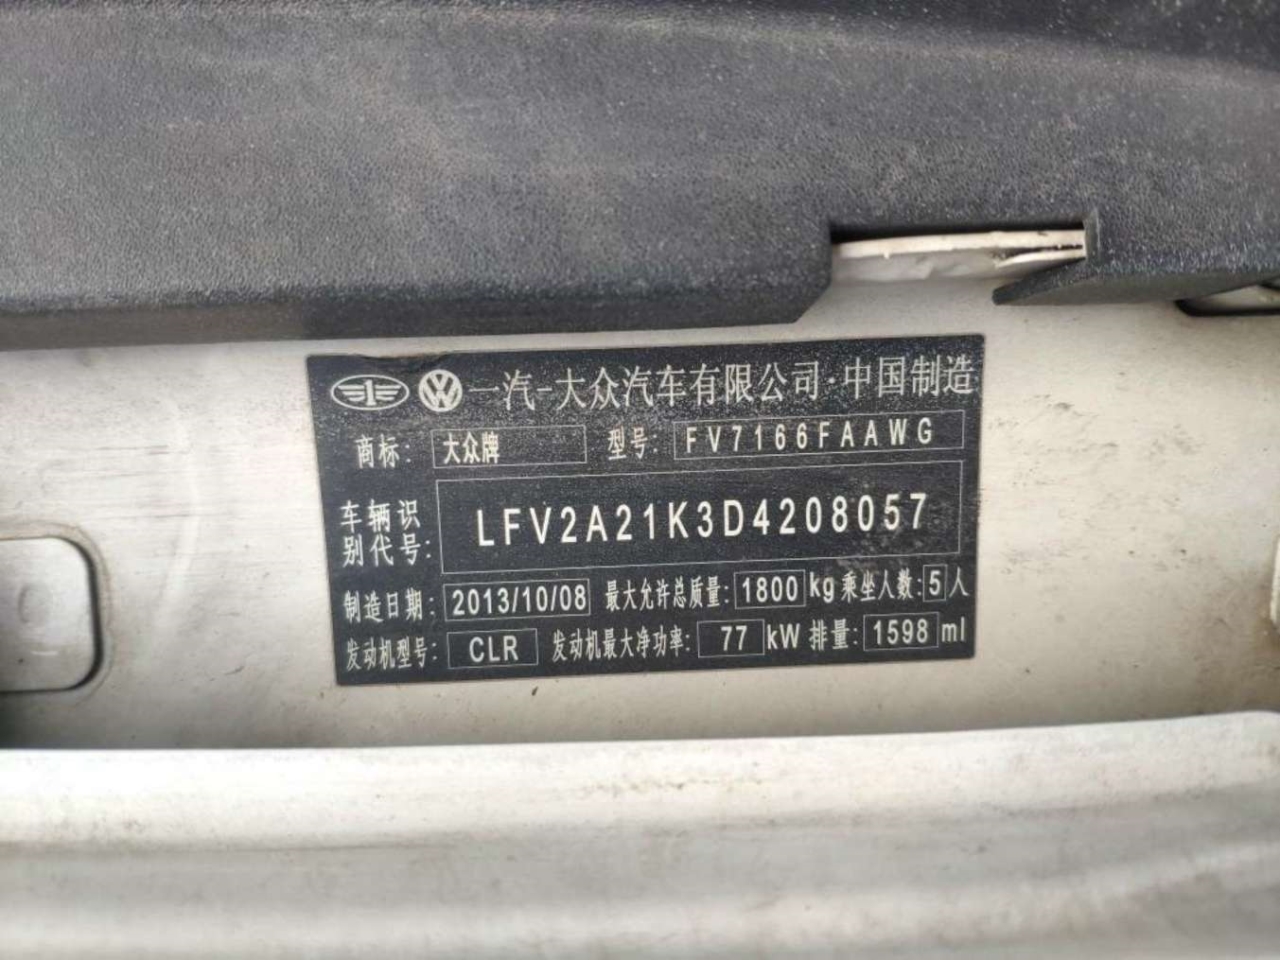 一汽-大众汽车有限公司·中国制造
商标: 大众牌 型号: FV7166FAAWG
车辆识别代号: LFV2A21K3D4208057
制造日期: 2013/10/08 最大允许总质量: 1800 kg 乘坐人数: 5 人
发动机型号: CLR 发动机最大净功率: 77 kW 排量: 1598 ml